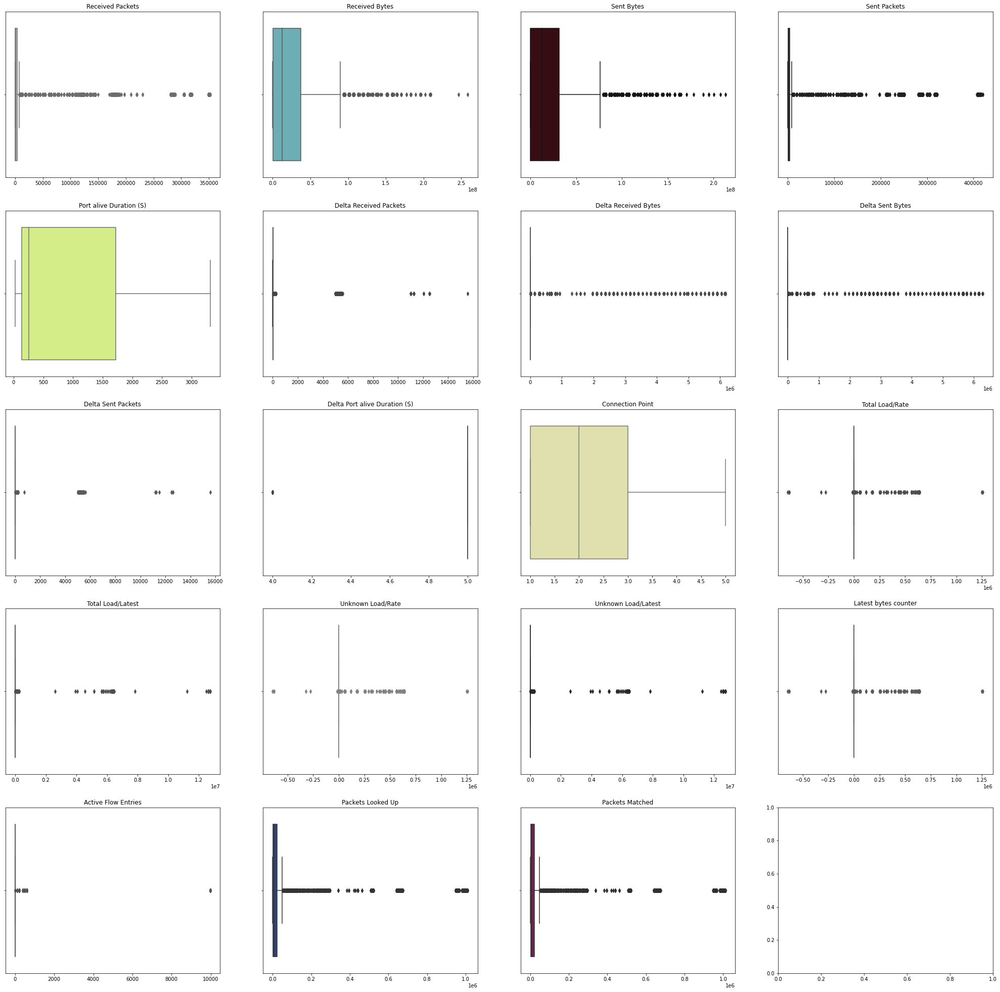 Received Packets
Received Bytes
Sent Bytes
Sent Packets
0 50000 100000 150000 200000 250000 300000 350000
0.0 0.5 1.0 1.5 2.0 2.5
1e8
0.0 0.5 1.0 1.5 2.0
1e8
0 100000 200000 300000 400000
Port alive Duration (S)
Delta Received Packets
Delta Received Bytes
Delta Sent Bytes
0 500 1000 1500 2000 2500 3000
0 2000 4000 6000 8000 10000 12000 14000 16000
0 1 2 3 4 5 6
1e6
0 1 2 3 4 5 6
1e6
Delta Sent Packets
Delta Port alive Duration (S)
Connection Point
Total Load/Rate
0 2000 4000 6000 8000 10000 12000 14000 16000
4.0 4.2 4.4 4.6 4.8 5.0
1.0 1.5 2.0 2.5 3.0 3.5 4.0 4.5 5.0
−0.50 −0.25 0.00 0.25 0.50 0.75 1.00 1.25
1e6
Total Load/Latest
Unknown Load/Rate
Unknown Load/Latest
Latest bytes counter
0.0 0.2 0.4 0.6 0.8 1.0 1.2
1e7
−0.50 −0.25 0.00 0.25 0.50 0.75 1.00 1.25
1e6
0.0 0.2 0.4 0.6 0.8 1.0 1.2
1e7
−0.50 −0.25 0.00 0.25 0.50 0.75 1.00 1.25
1e6
Active Flow Entries
Packets Looked Up
Packets Matched
0 2000 4000 6000 8000 10000
0.0 0.2 0.4 0.6 0.8 1.0
1e6
0.0 0.2 0.4 0.6 0.8 1.0
1e6
1.0
0.8
0.6
0.4
0.2
0.0
0.0 0.2 0.4 0.6 0.8 1.0